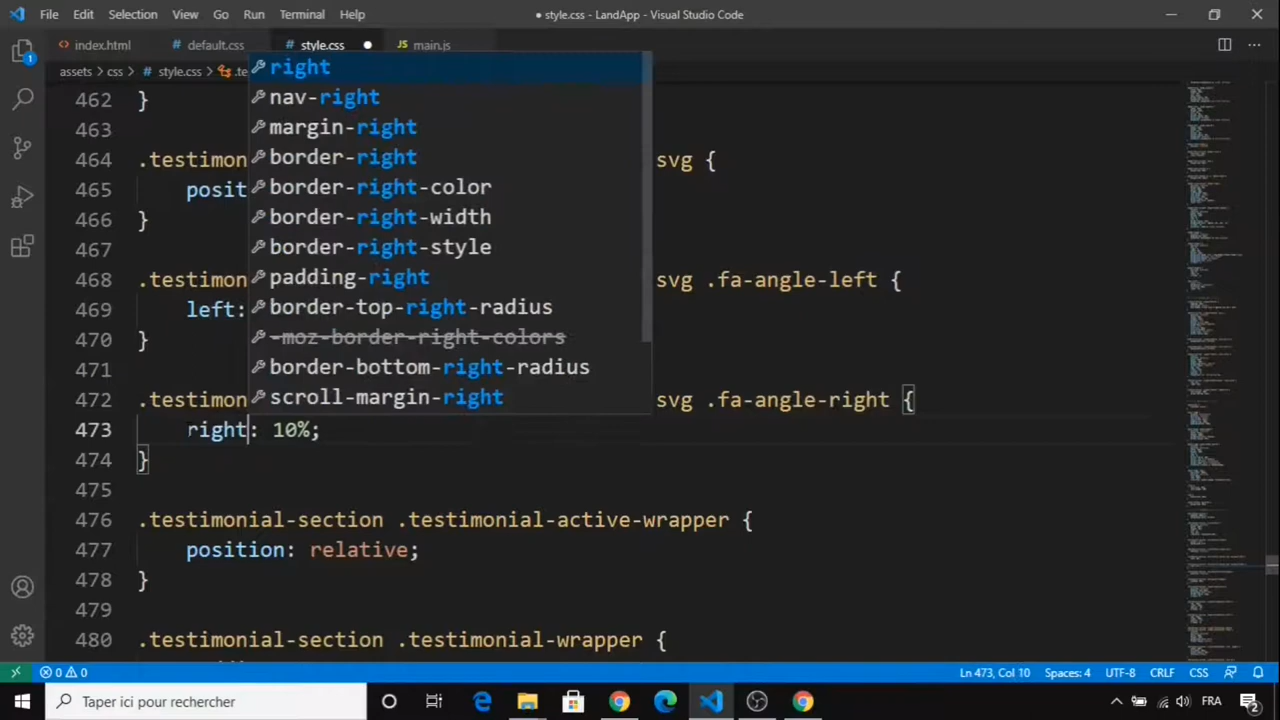 File Edit Selection View Go Run Terminal Help
● style.css - LandApp - Visual Studio Code
index.html # default.css # style.css ● JS main.js
assets > css > # style.css > .te
right
nav-right
margin-right
border-right
border-right-color
border-right-width
border-right-style
padding-right
border-top-right-radius
-moz-border-right-colors
border-bottom-right-radius
scroll-margin-right
462 }
463
464 .testimon svg {
465 posit
466 }
467
468 .testimon svg .fa-angle-left {
469 left:
470 }
471
472 .testimon svg .fa-angle-right {
473 right: 10%;
474 }
475
476 .testimonial-section .testimonial-active-wrapper {
477 position: relative;
478 }
479
480 .testimonial-section .testimonial-wrapper {
1
0 0 Ln 473, Col 10 Spaces: 4 UTF-8 CRLF CSS
Taper ici pour rechercher FRA 2